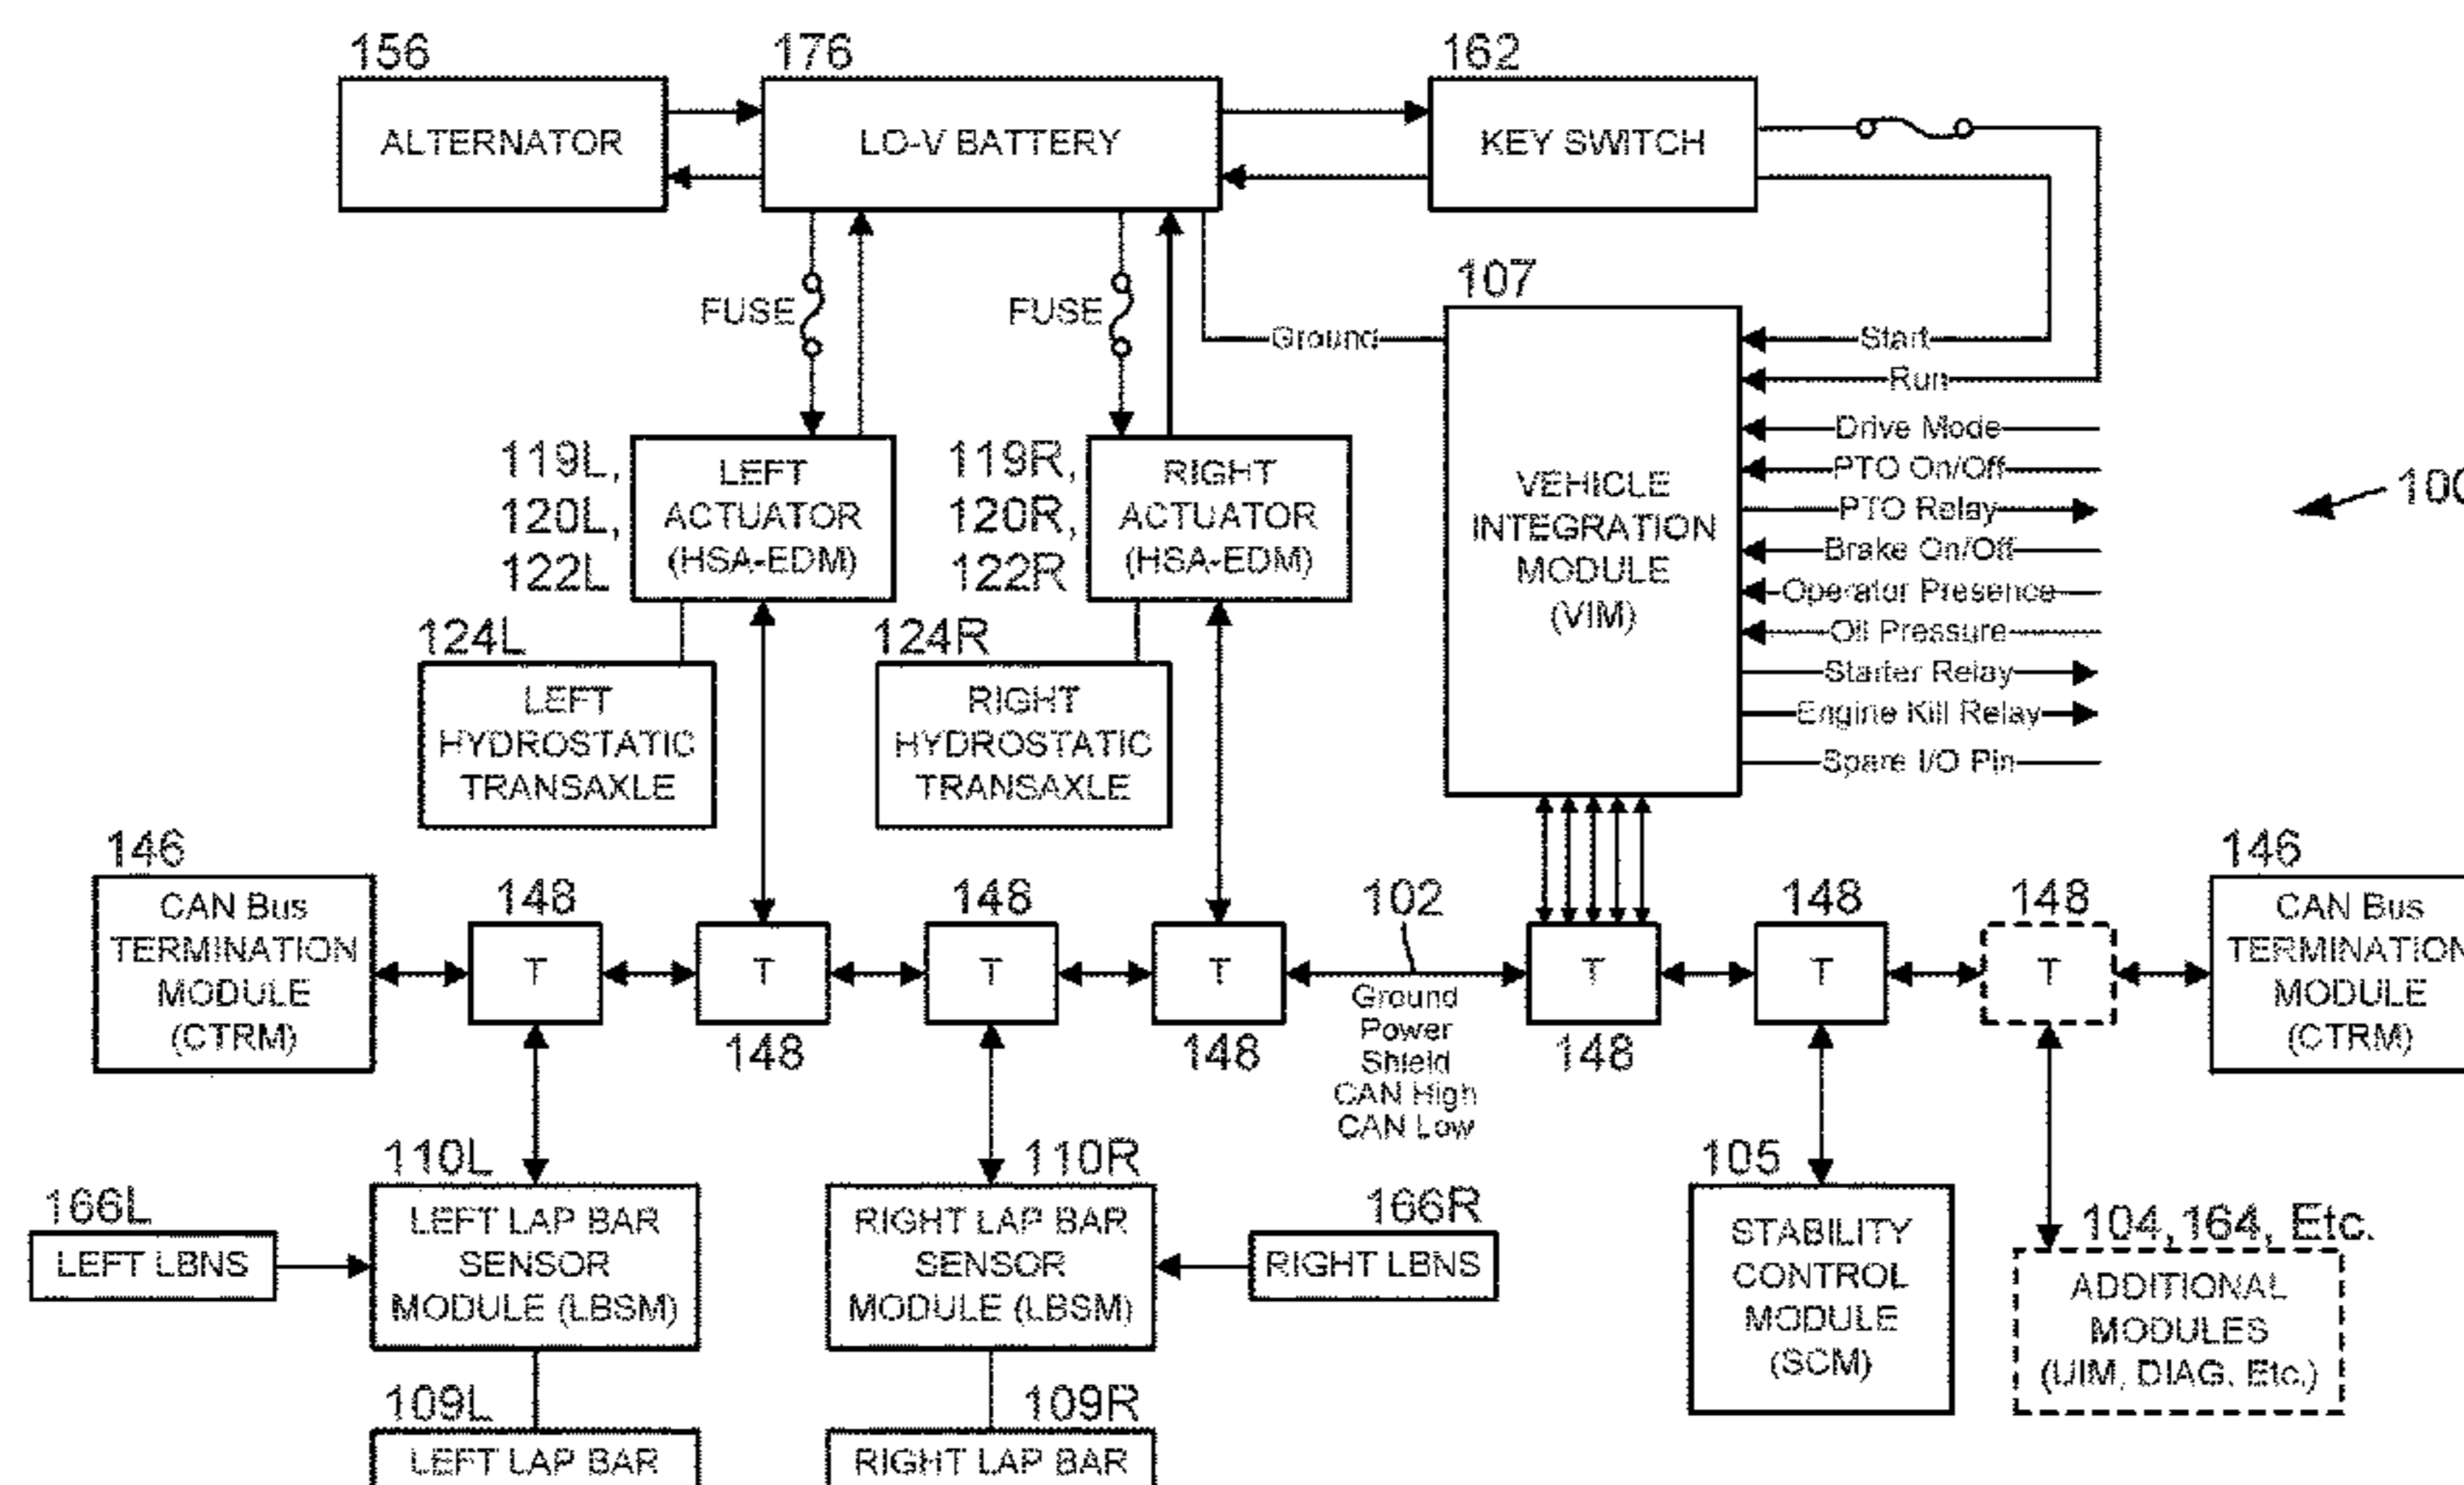 156
176
162
ALTERNATOR
LO-V BATTERY
KEY SWITCH
107
FUSE
FUSE
Ground
Start
Run
Drive Mode
PTO On/Off
PTO Relay
Brake On/Off
Operator Presence
Oil Pressure
Starter Relay
Engine Kill Relay
Spare I/O Pin
VEHICLE
INTEGRATION
MODULE
(VIM)
100
119L,
120L,
122L
LEFT
ACTUATOR
(HSA-EDM)
119R,
120R,
122R
RIGHT
ACTUATOR
(HSA-EDM)
124L
LEFT
HYDROSTATIC
TRANSAXLE
124R
RIGHT
HYDROSTATIC
TRANSAXLE
146
CAN Bus
TERMINATION
MODULE
(CTRM)
148
T
T
148
148
T
T
148
102
Ground
Power
Shield
CAN High
CAN Low
T
148
148
T
148
T
146
CAN Bus
TERMINATION
MODULE
(CTRM)
110L
LEFT LAP BAR
SENSOR
MODULE (LBSM)
166L
LEFT LBNS
110R
RIGHT LAP BAR
SENSOR
MODULE (LBSM)
166R
RIGHT LBNS
105
STABILITY
CONTROL
MODULE
(SCM)
104, 164, Etc.
ADDITIONAL
MODULES
(UIM, DIAG. Etc.)
109L
LEFT LAP BAR
109R
RIGHT LAP BAR